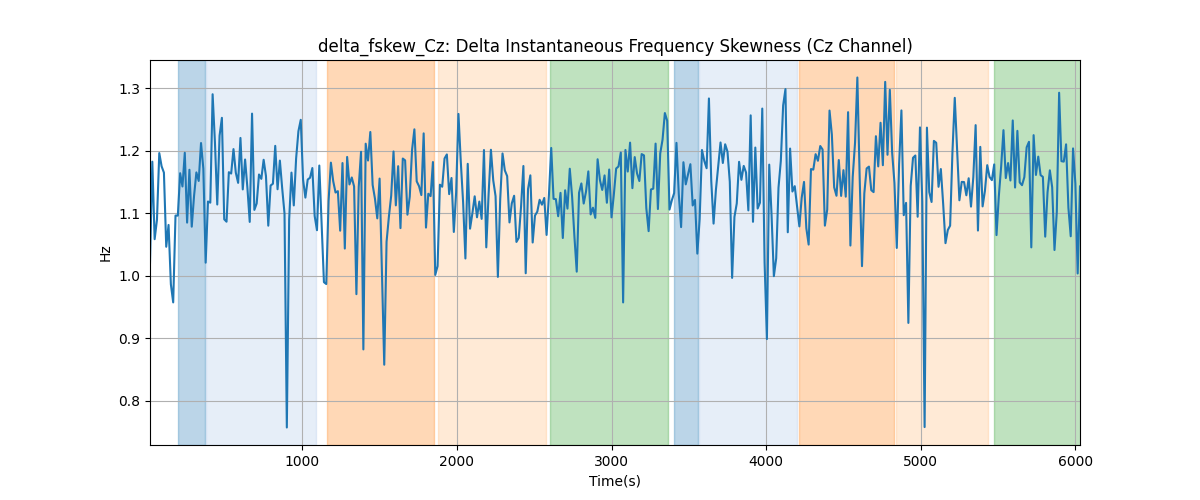 delta_fskew_Cz: Delta Instantaneous Frequency Skewness (Cz Channel)
Hz
1.3
1.2
1.1
1.0
0.9
0.8
1000 2000 3000 4000 5000 6000
Time(s)